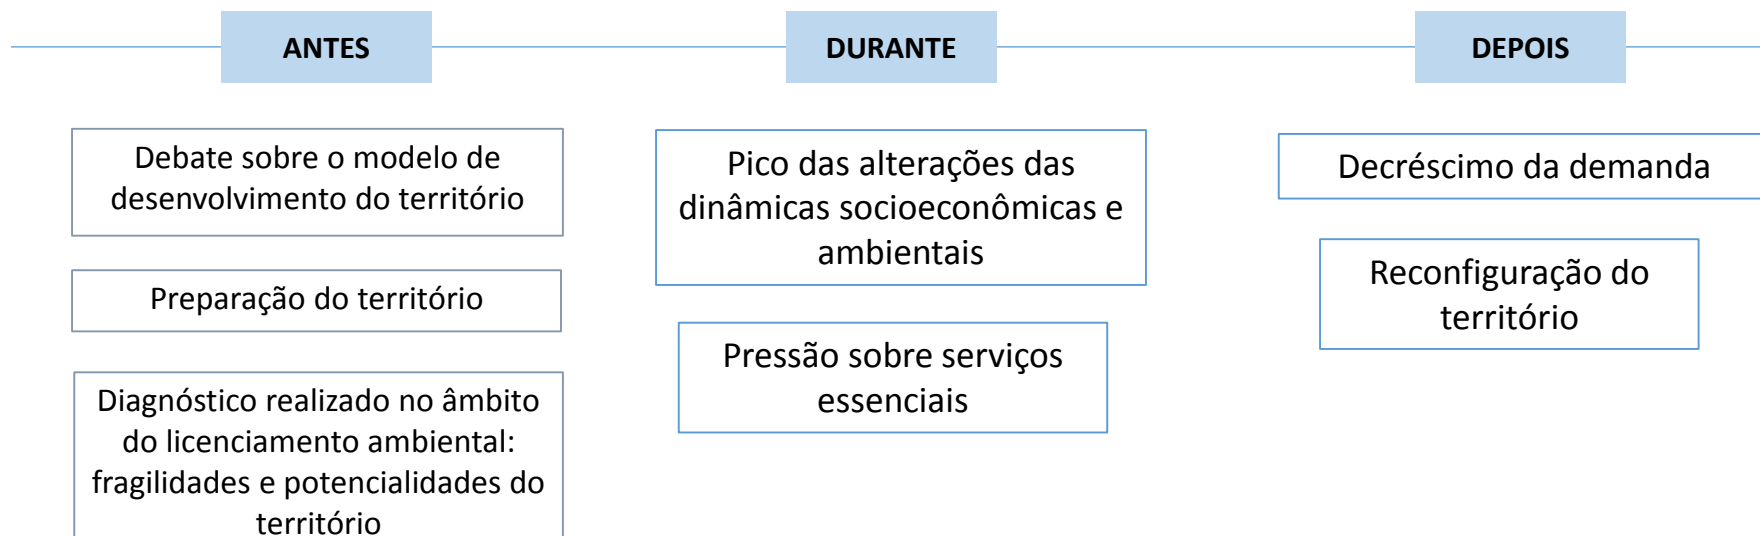 ANTES
Debate sobre o modelo de
desenvolvimento do território
Preparação do território
Diagnóstico realizado no âmbito
do licenciamento ambiental:
fragilidades e potencialidades do
território
DURANTE
Pico das alterações das
dinâmicas socioeconômicas e
ambientais
Pressão sobre serviços
essenciais
DEPOIS
Decréscimo da demanda
Reconfiguração do
território